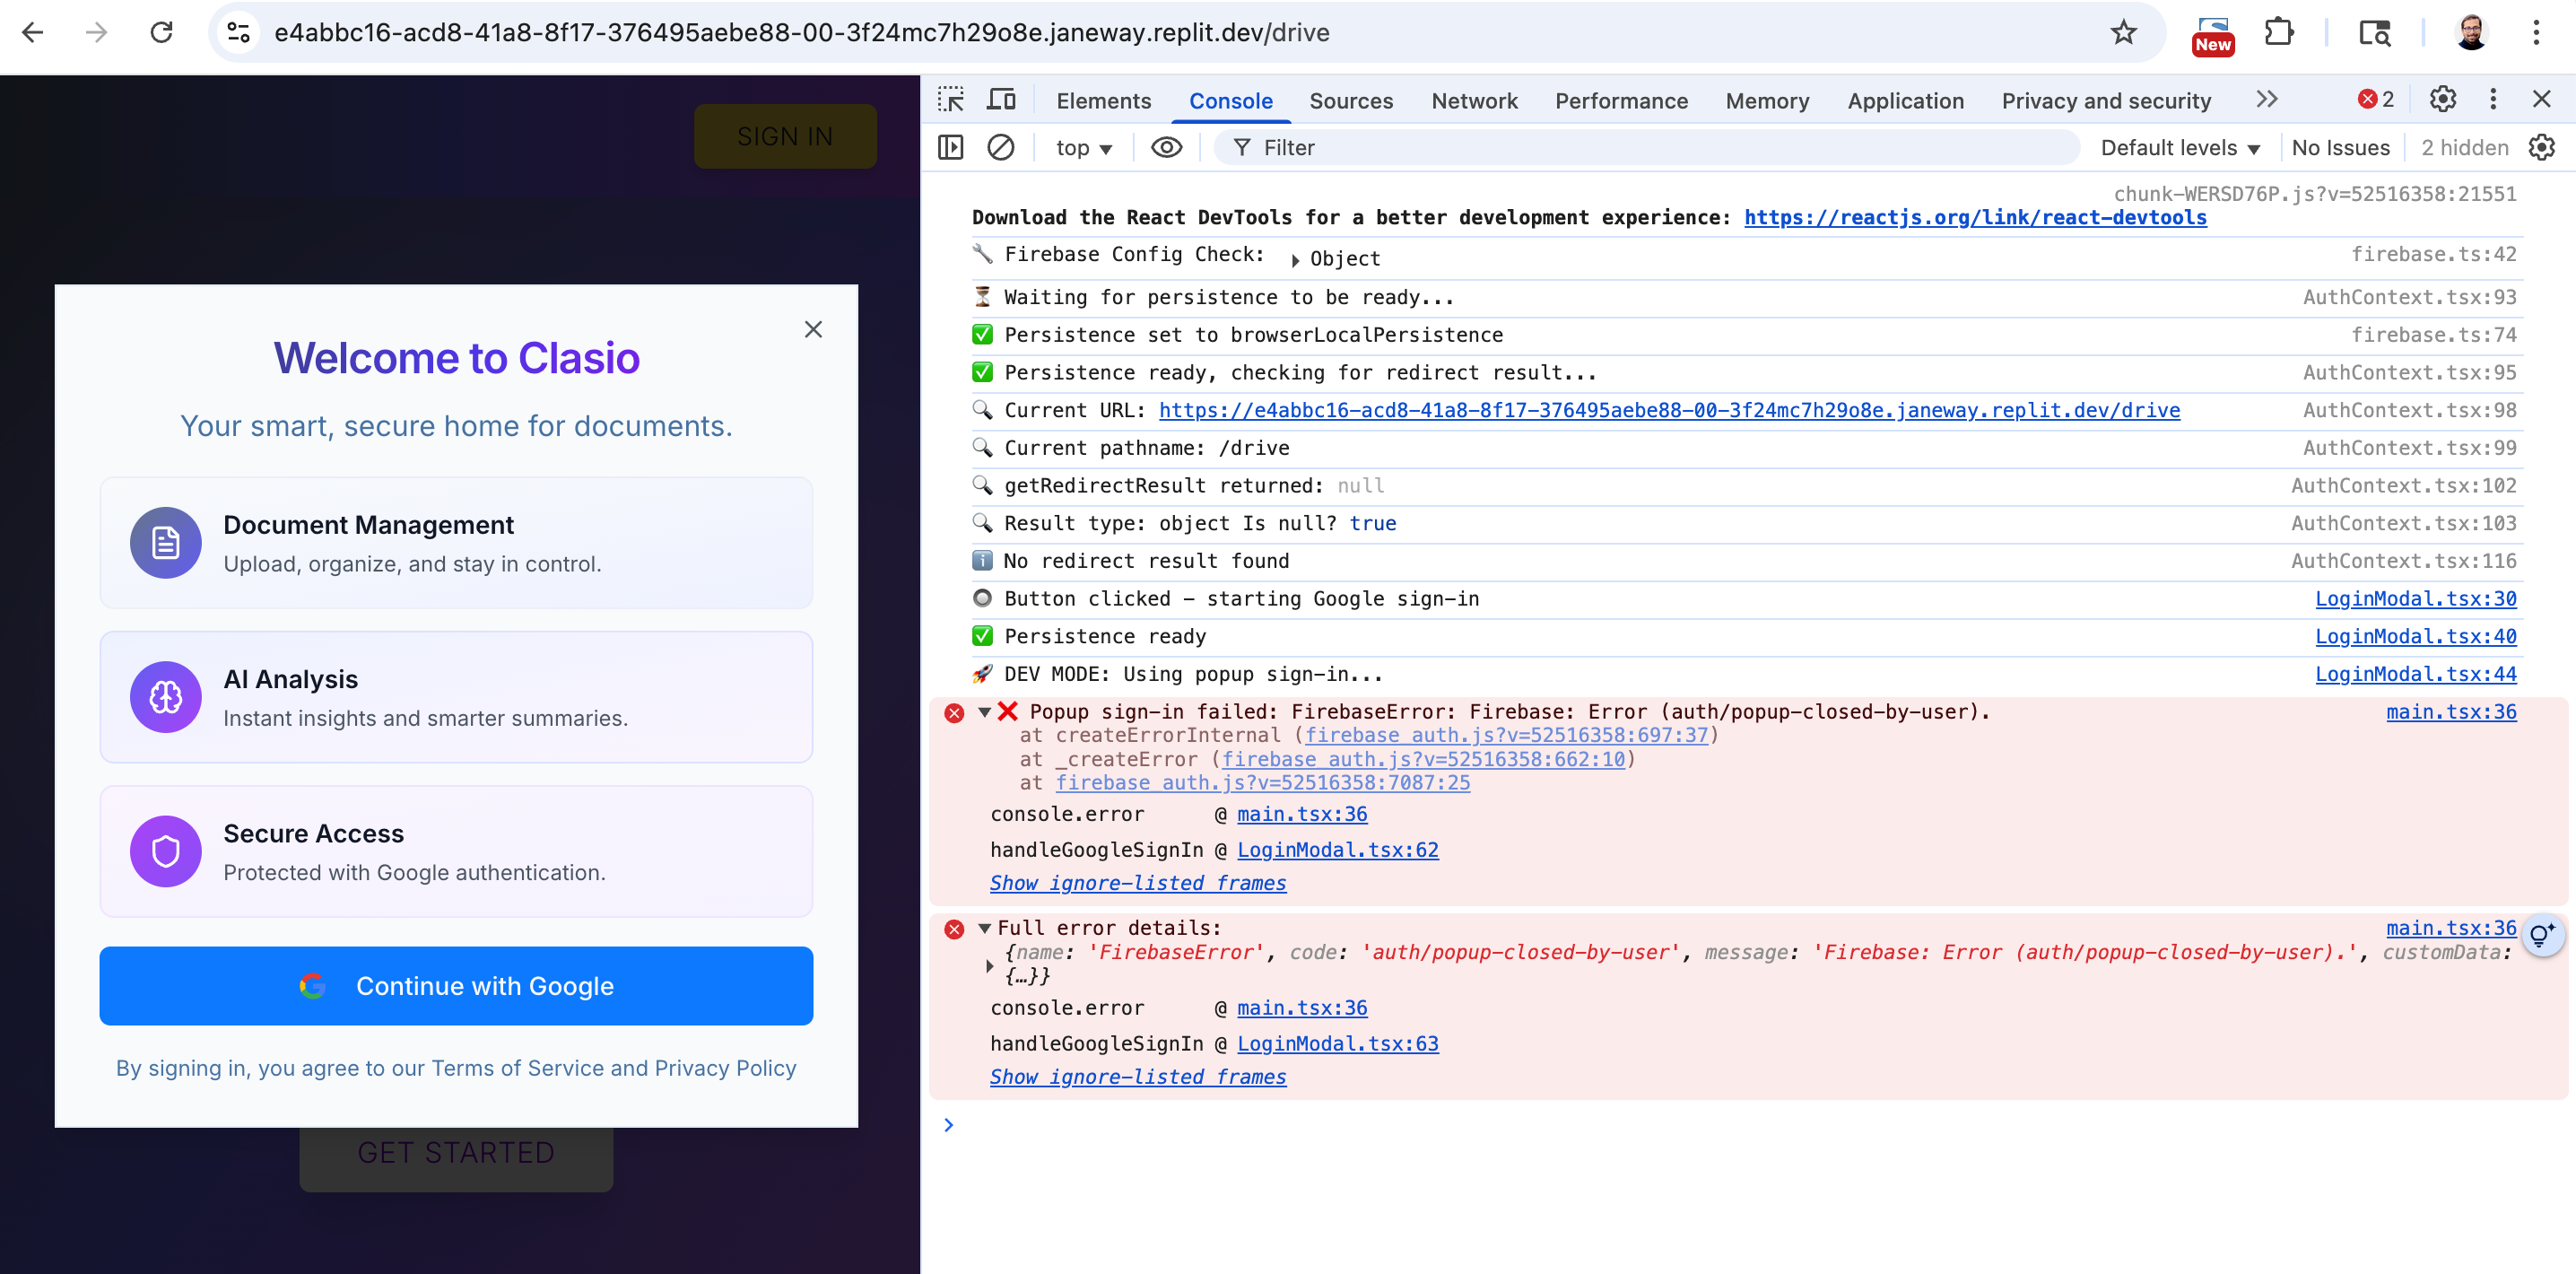 e4abbc16-acd8-41a8-8f17-376495aebe88-00-3f24mc7h29o8e.janeway.replit.dev/drive
New
SIGN IN
Welcome to Clasio
Your smart, secure home for documents.
Document Management
Upload, organize, and stay in control.
AI Analysis
Instant insights and smarter summaries.
Secure Access
Protected with Google authentication.
Continue with Google
By signing in, you agree to our Terms of Service and Privacy Policy
GET STARTED
Elements Console Sources Network Performance Memory Application Privacy and security 2
top Filter Default levels No Issues 2 hidden
chunk-WERSD76P.js?v=52516358:21551
Download the React DevTools for a better development experience: https://reactjs.org/link/react-devtools
🔧 Firebase Config Check: Object firebase.ts:42
⏳ Waiting for persistence to be ready... AuthContext.tsx:93
✅ Persistence set to browserLocalPersistence firebase.ts:74
✅ Persistence ready, checking for redirect result... AuthContext.tsx:95
🔍 Current URL: https://e4abbc16-acd8-41a8-8f17-376495aebe88-00-3f24mc7h29o8e.janeway.replit.dev/drive AuthContext.tsx:98
🔍 Current pathname: /drive AuthContext.tsx:99
🔍 getRedirectResult returned: null AuthContext.tsx:102
🔍 Result type: object Is null? true AuthContext.tsx:103
ℹ️ No redirect result found AuthContext.tsx:116
🔘 Button clicked - starting Google sign-in LoginModal.tsx:30
✅ Persistence ready LoginModal.tsx:40
🚀 DEV MODE: Using popup sign-in... LoginModal.tsx:44
❌ Popup sign-in failed: FirebaseError: Firebase: Error (auth/popup-closed-by-user). main.tsx:36
at createErrorInternal (firebase_auth.js?v=52516358:697:37)
at _createError (firebase_auth.js?v=52516358:662:10)
at firebase_auth.js?v=52516358:7087:25
console.error @ main.tsx:36
handleGoogleSignIn @ LoginModal.tsx:62
Show ignore-listed frames
Full error details: main.tsx:36
{name: 'FirebaseError', code: 'auth/popup-closed-by-user', message: 'Firebase: Error (auth/popup-closed-by-user).', customData:
{…}}
console.error @ main.tsx:36
handleGoogleSignIn @ LoginModal.tsx:63
Show ignore-listed frames